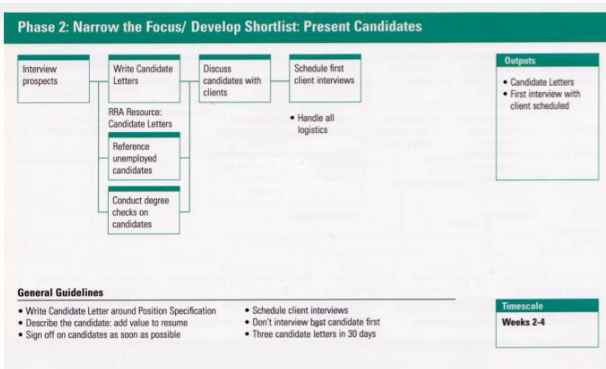 Phase 2: Narrow the Focus/ Develop Shortlist: Present Candidates
Interview
prospects
Write Candidate
Letters
RRA Resource:
Candidate Letters
Reference
unemployed
candidates
Conduct degree
checks on
candidates
Discuss
candidates with
clients
Schedule first
client interviews
• Handle all
logistics
Outputs
• Candidate Letters
• First interview with
client scheduled
General Guidelines
• Write Candidate Letter around Position Specification
• Describe the candidate: add value to resume
• Sign off on candidates as soon as possible
• Schedule client interviews
• Don't interview best candidate first
• Three candidate letters in 30 days
Timescale
Weeks 2-4